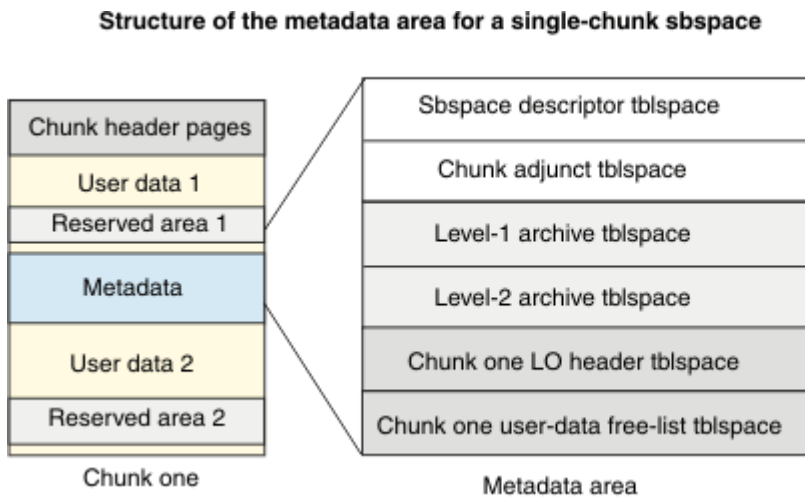 Structure of the metadata area for a single-chunk sbspace
Chunk header pages
User data 1
Reserved area 1
Metadata
User data 2
Reserved area 2
Chunk one
Sbspace descriptor tblspace
Chunk adjunct tblspace
Level-1 archive tblspace
Level-2 archive tblspace
Chunk one LO header tblspace
Chunk one user-data free-list tblspace
Metadata area